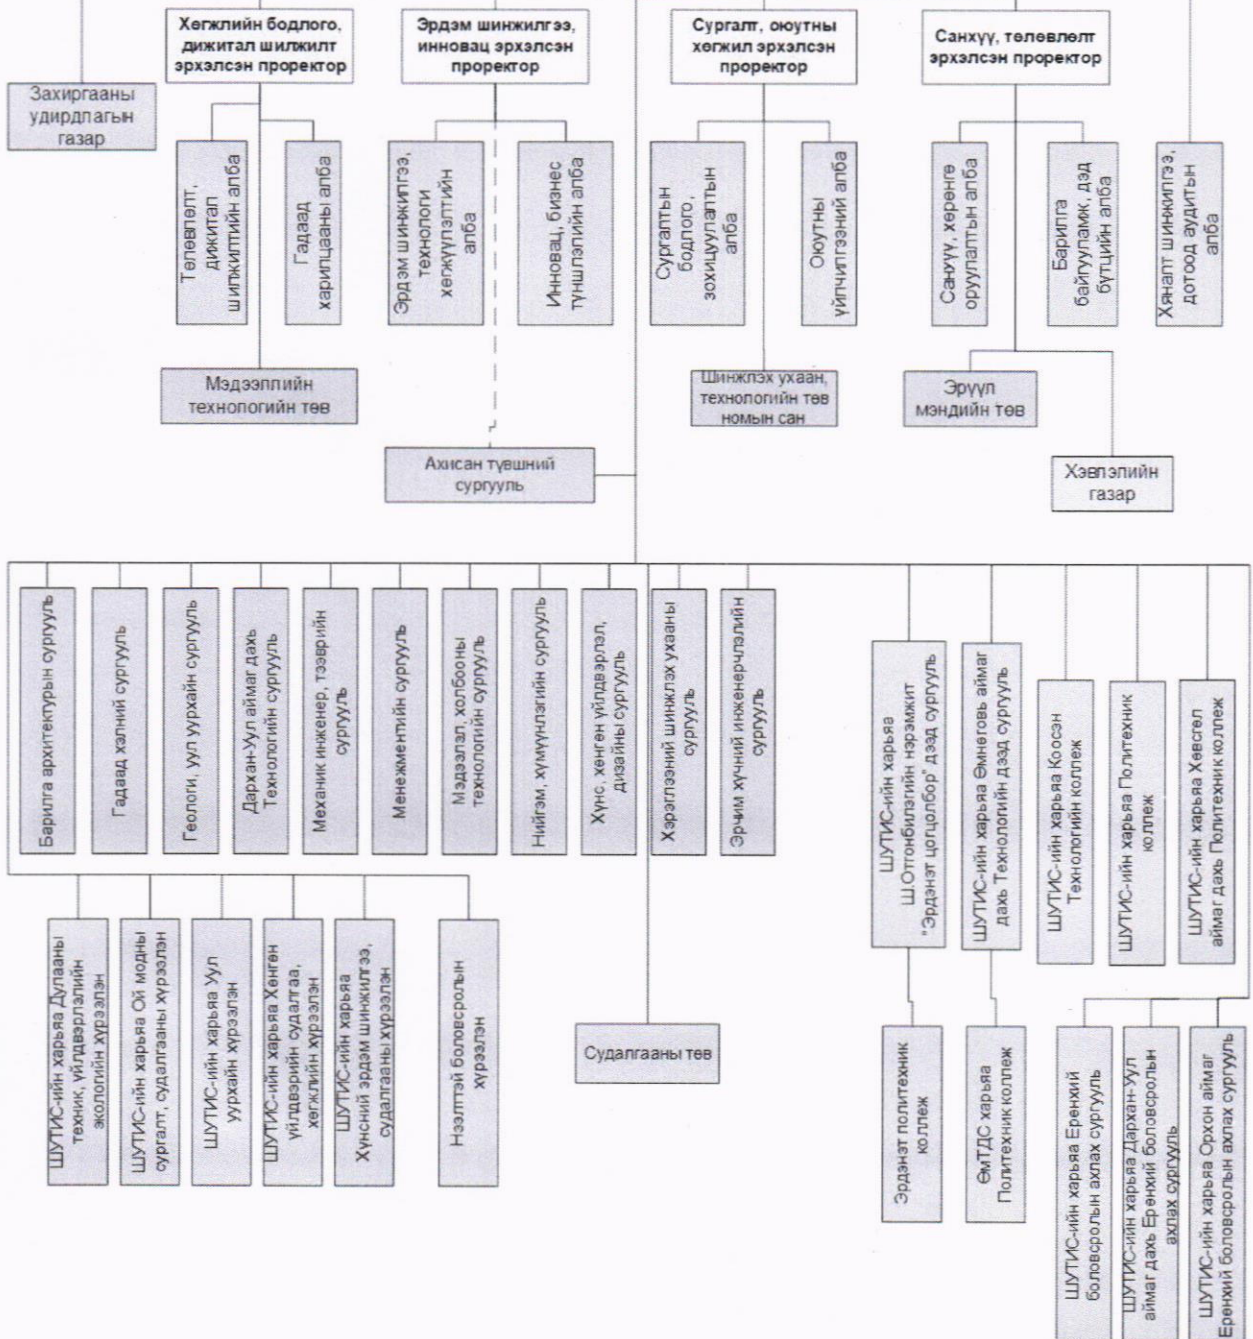 Хөгжлийн бодлого,
дижитал шилжилт
эрхэлсэн проректор
Эрдэм шинжилгээ,
инновац эрхэлсэн
проректор
Сургалт, оюутны
хөгжил эрхэлсэн
проректор
Санхүү, төлөвлөлт
эрхэлсэн проректор
Захиргааны
удирдлагын
газар
Төлөвлөлт,
дижитал
шилжилтийн алба
Гадаад
харилцааны алба
Эрдэм шинжилгээ,
технологи
хөгжүүлэлтийн
алба
Инновац, бизнес
түншлэлийн алба
Сургалтын
бодлого,
зохицуулалтын
алба
Оюутны
үйлчилгээний алба
Санхүү, хөрөнгө
оруулалтын алба
Барилга
байгууламж, дэд
бүтцийн алба
Хяналт шинжилгээ,
дотоод аудитын
алба
Мэдээллийн
технологийн төв
Шинжлэх ухаан,
технологийн төв
номын сан
Эрүүл
мэндийн төв
Ахисан түвшний
сургууль
Хэвлэлийн
газар
Барилга архитектурын сургууль
Гадаад хэлний сургууль
Геологи, уул уурхайн сургууль
Дархан-Уул аймаг дахь
Технологийн сургууль
Механик инженер, тээврийн
сургууль
Менежментийн сургууль
Мэдээлэл, холбооны
технологийн сургууль
Нийгэм, хүмүүнлэгийн сургууль
Хүнс, хөнгөн үйлдвэрлэл,
дизайны сургууль
Хэрэглээний шинжлэх ухааны
сургууль
Эрчим хүчний инженерчлэлийн
сургууль
ШУТИС-ийн харьяа
Ш.Отгонбилэгийн нэрэмжит
"Эрдэнэт цогцолбор" дээд сургууль
ШУТИС-ийн харьяа Өмнөговь аймаг
дахь Технологийн дээд сургууль
ШУТИС-ийн харьяа Коосэн
Технологийн коллеж
ШУТИС-ийн харьяа Политехник
коллеж
ШУТИС-ийн харьяа Хөвсгөл
аймаг дахь Политехник коллеж
ШУТИС-ийн харьяа Дулааны
техник, үйлдвэрлэлийн
экологийн хүрээлэн
ШУТИС-ийн харьяа Ой модны
сургалт, судалгааны хүрээлэн
ШУТИС-ийн харьяа Уул
уурхайн хүрээлэн
ШУТИС-ийн харьяа Хөнгөн
үйлдвэрийн судалгаа,
хөгжлийн хүрээлэн
ШУТИС-ийн харьяа
Хүнсний эрдэм шинжилгээ,
судалгааны хүрээлэн
Нээлттэй боловсролын
хүрээлэн
Судалгааны төв
Эрдэнэт политехник
коллеж
ӨмТДС харьяа
Политехник коллеж
ШУТИС-ийн харьяа Ерөнхий
боловсролын ахлах сургууль
ШУТИС-ийн харьяа Дархан-Уул
аймаг дахь Ерөнхий боловсролын
ахлах сургууль
ШУТИС-ийн харьяа Орхон аймаг
Ерөнхий боловсролын ахлах сургууль